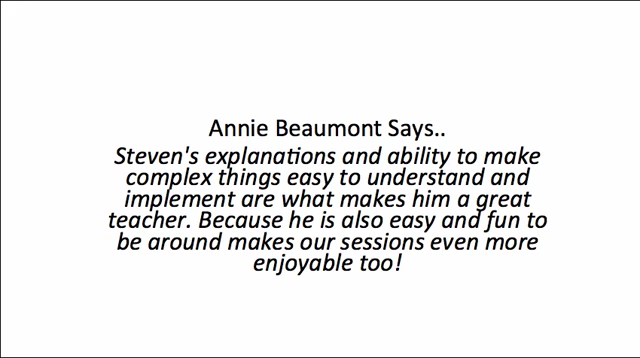 Annie Beaumont Says..
Steven's explanations and ability to make
complex things easy to understand and
implement are what makes him a great
teacher. Because he is also easy and fun to
be around makes our sessions even more
enjoyable too!